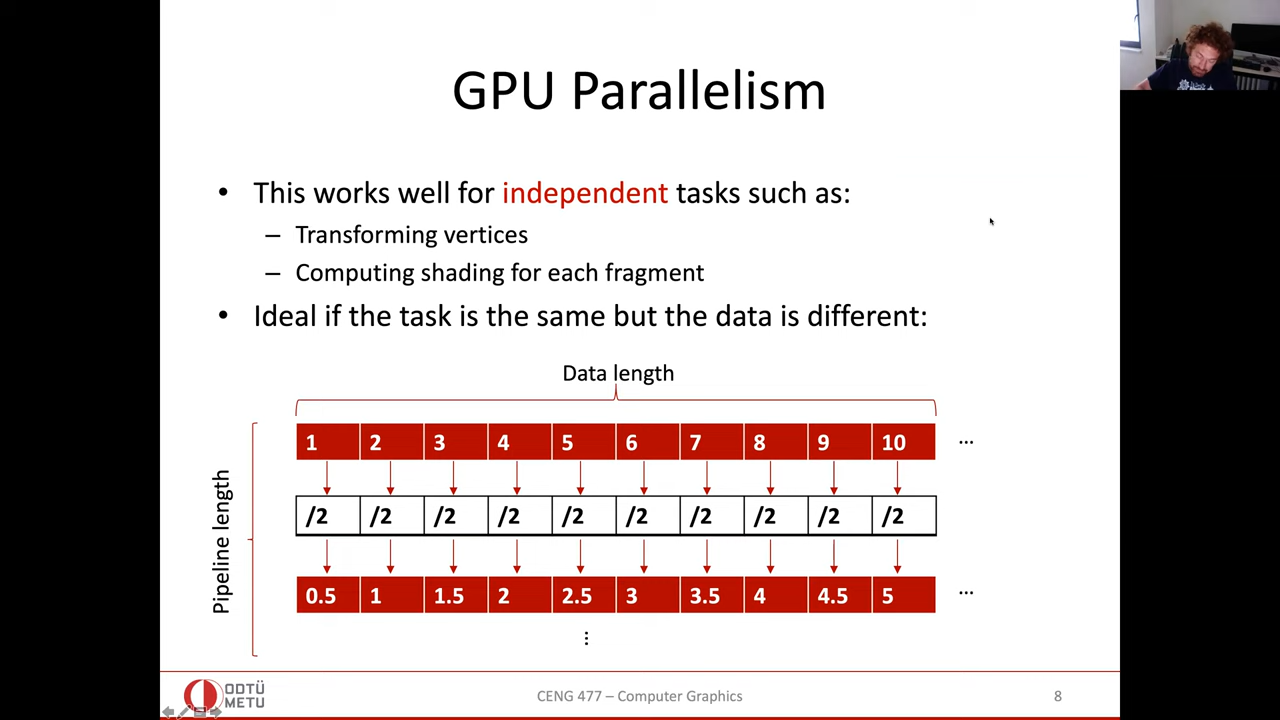 GPU Parallelism
• This works well for independent tasks such as:
– Transforming vertices
– Computing shading for each fragment
• Ideal if the task is the same but the data is different:
Data length
Pipeline length
1 2 3 4 5 6 7 8 9 10 ...
/2 /2 /2 /2 /2 /2 /2 /2 /2 /2
0.5 1 1.5 2 2.5 3 3.5 4 4.5 5 ...
⋮
ODTÜ
METU
CENG 477 – Computer Graphics
8